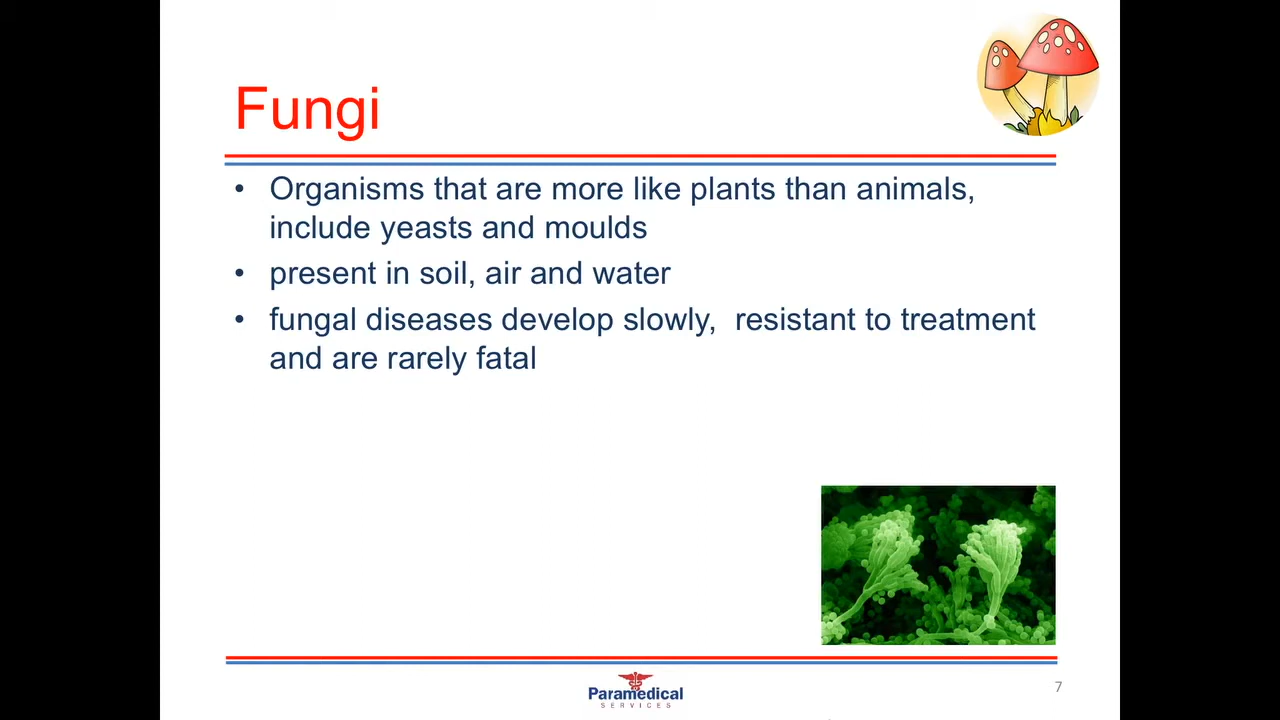 Fungi
• Organisms that are more like plants than animals,
include yeasts and moulds
• present in soil, air and water
• fungal diseases develop slowly,  resistant to treatment
and are rarely fatal
Paramedical
SERVICES
7